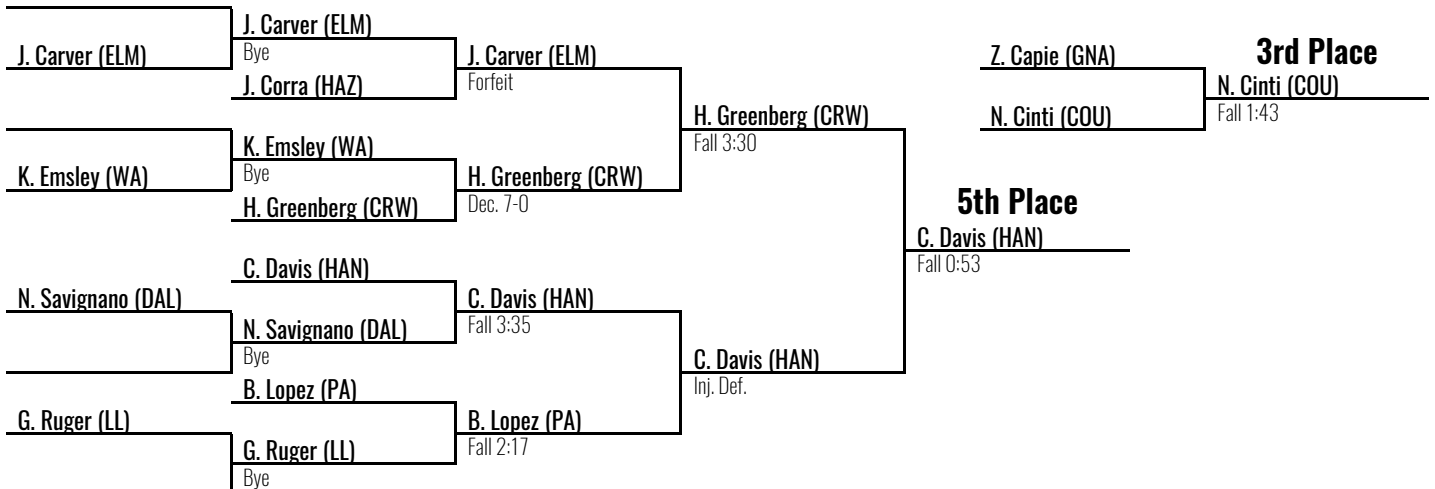 J. Carver (ELM)
J. Carver (ELM)
Bye
J. Corra (HAZ)
J. Carver (ELM)
Forfeit
K. Emsley (WA)
K. Emsley (WA)
Bye
H. Greenberg (CRW)
H. Greenberg (CRW)
Dec. 7-0
H. Greenberg (CRW)
Fall 3:30
N. Savignano (DAL)
C. Davis (HAN)
N. Savignano (DAL)
Bye
C. Davis (HAN)
Fall 3:35
G. Ruger (LL)
B. Lopez (PA)
G. Ruger (LL)
Bye
B. Lopez (PA)
Fall 2:17
C. Davis (HAN)
Inj. Def.
5th Place
C. Davis (HAN)
Fall 0:53
Z. Capie (GNA)
N. Cinti (COU)
3rd Place
N. Cinti (COU)
Fall 1:43